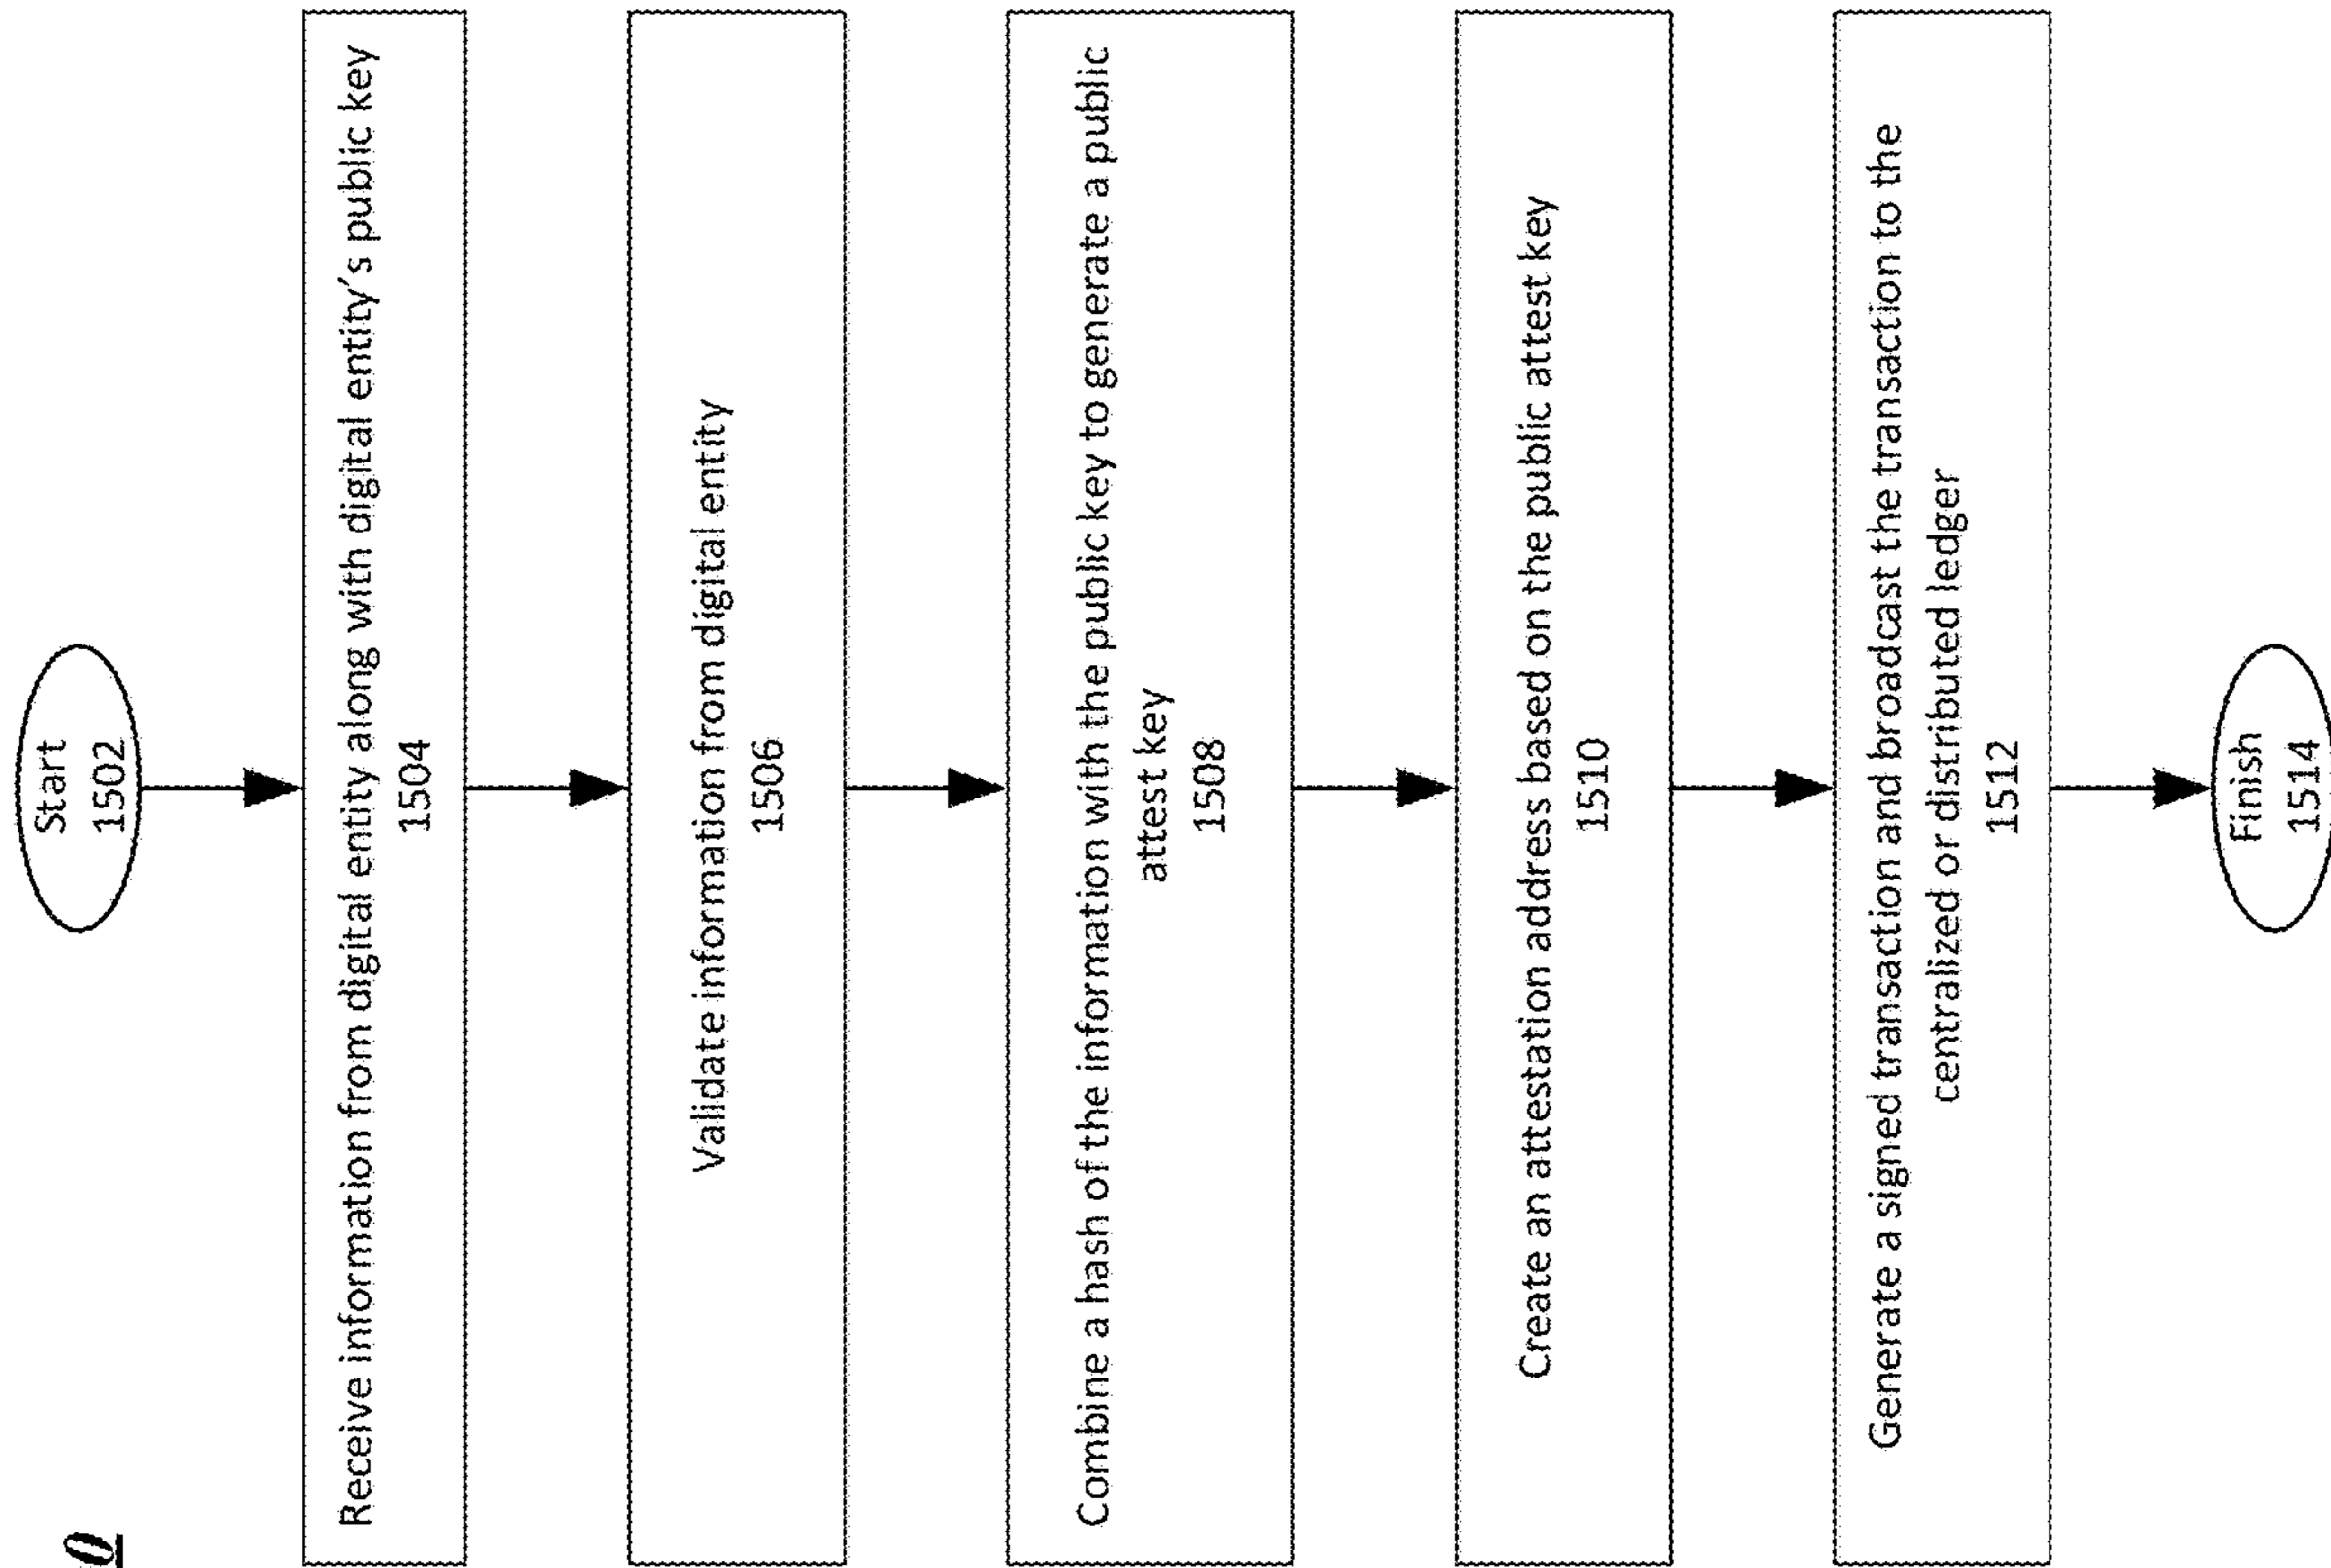 0
Start
1502
Receive information from digital entity along with digital entity's public key
1504
Validate information from digital entity
1506
Combine a hash of the information with the public key to generate a public
attest key
1508
Create an attestation address based on the public attest key
1510
Generate a signed transaction and broadcast the transaction to the
centralized or distributed ledger
1512
Finish
1514